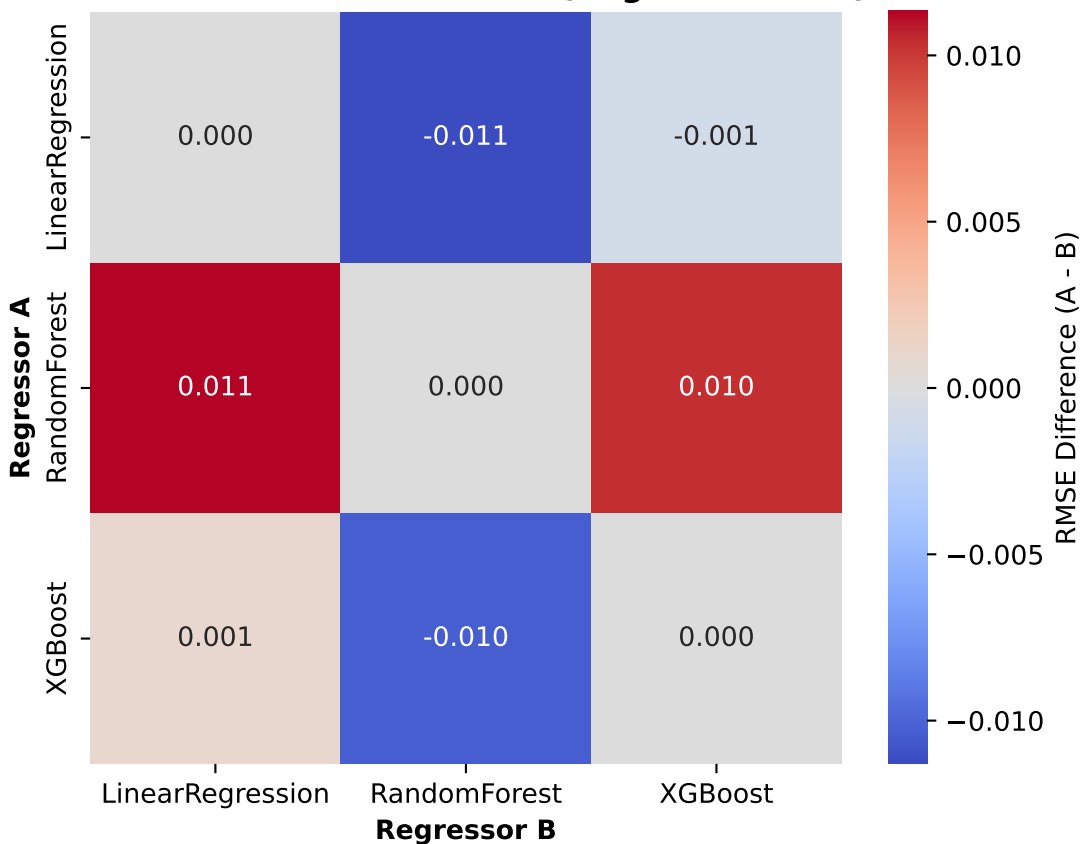 LinearRegression
0.000
-0.011
-0.001
RandomForest
0.011
0.000
0.010
XGBoost
0.001
-0.010
0.000
Regressor A
LinearRegression
RandomForest
XGBoost
Regressor B
0.010
0.005
0.000
−0.005
−0.010
RMSE Difference (A - B)